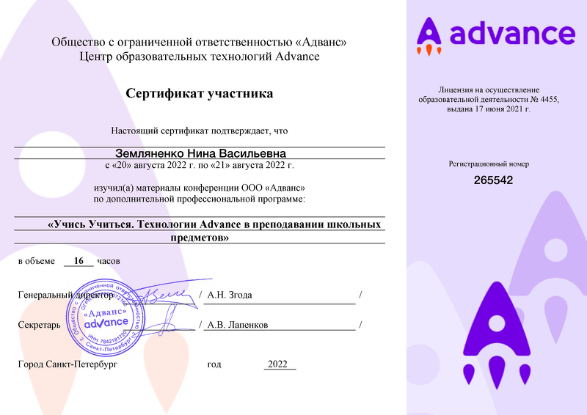 Общество с ограниченной ответственностью «Адванс»
Центр образовательных технологий Advance
Сертификат участника
Настоящий сертификат подтверждает, что
Земляненко Нина Васильевна
с «20» августа 2022 г. по «21» августа 2022 г.
изучил(а) материалы конференции ООО «Адванс»
по дополнительной профессиональной программе:
«Учись Учиться. Технологии Advance в преподавании школьных
предметов»
в объеме 16 часов
Генеральный директор / А.Н. Згода /
Секретарь / А.В. Лапенков /
«Адванс»
advance
Город Санкт-Петербург год 2022
advance
Лицензия на осуществление
образовательной деятельности № 4455,
выдана 17 июня 2021 г.
Регистрационный номер
265542